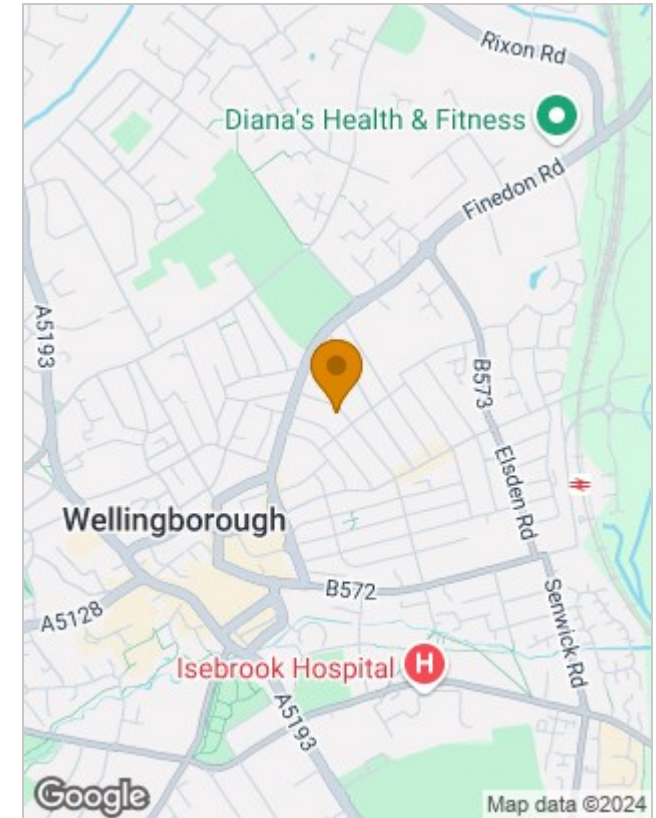 Rixon Rd
Diana's Health & Fitness
Finedon Rd
A5193
B573
Elsden Rd
Wellingborough
B572
A5128
Senwick Rd
Isebrook Hospital
H
A5193
Google
Map data ©2024